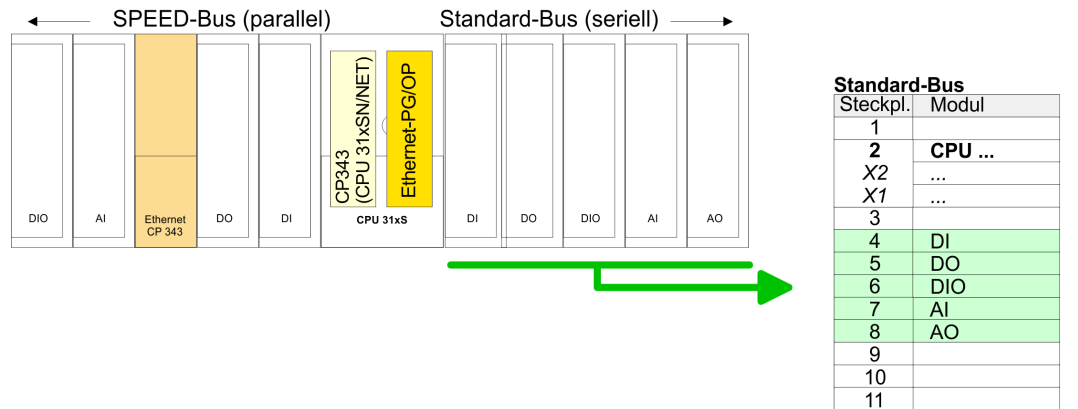 SPEED-Bus (parallel)
Standard-Bus (seriell)
DIO
AI
Ethernet
CP 343
DO
DI
CP343
(CPU 31xSN/NET)
Ethernet-PG/OP
CPU 31xS
DI
DO
DIO
AI
AO
Standard-Bus
Steckpl. Modul
1
2 CPU ...
X2 ...
X1 ...
3
4 DI
5 DO
6 DIO
7 AI
8 AO
9
10
11